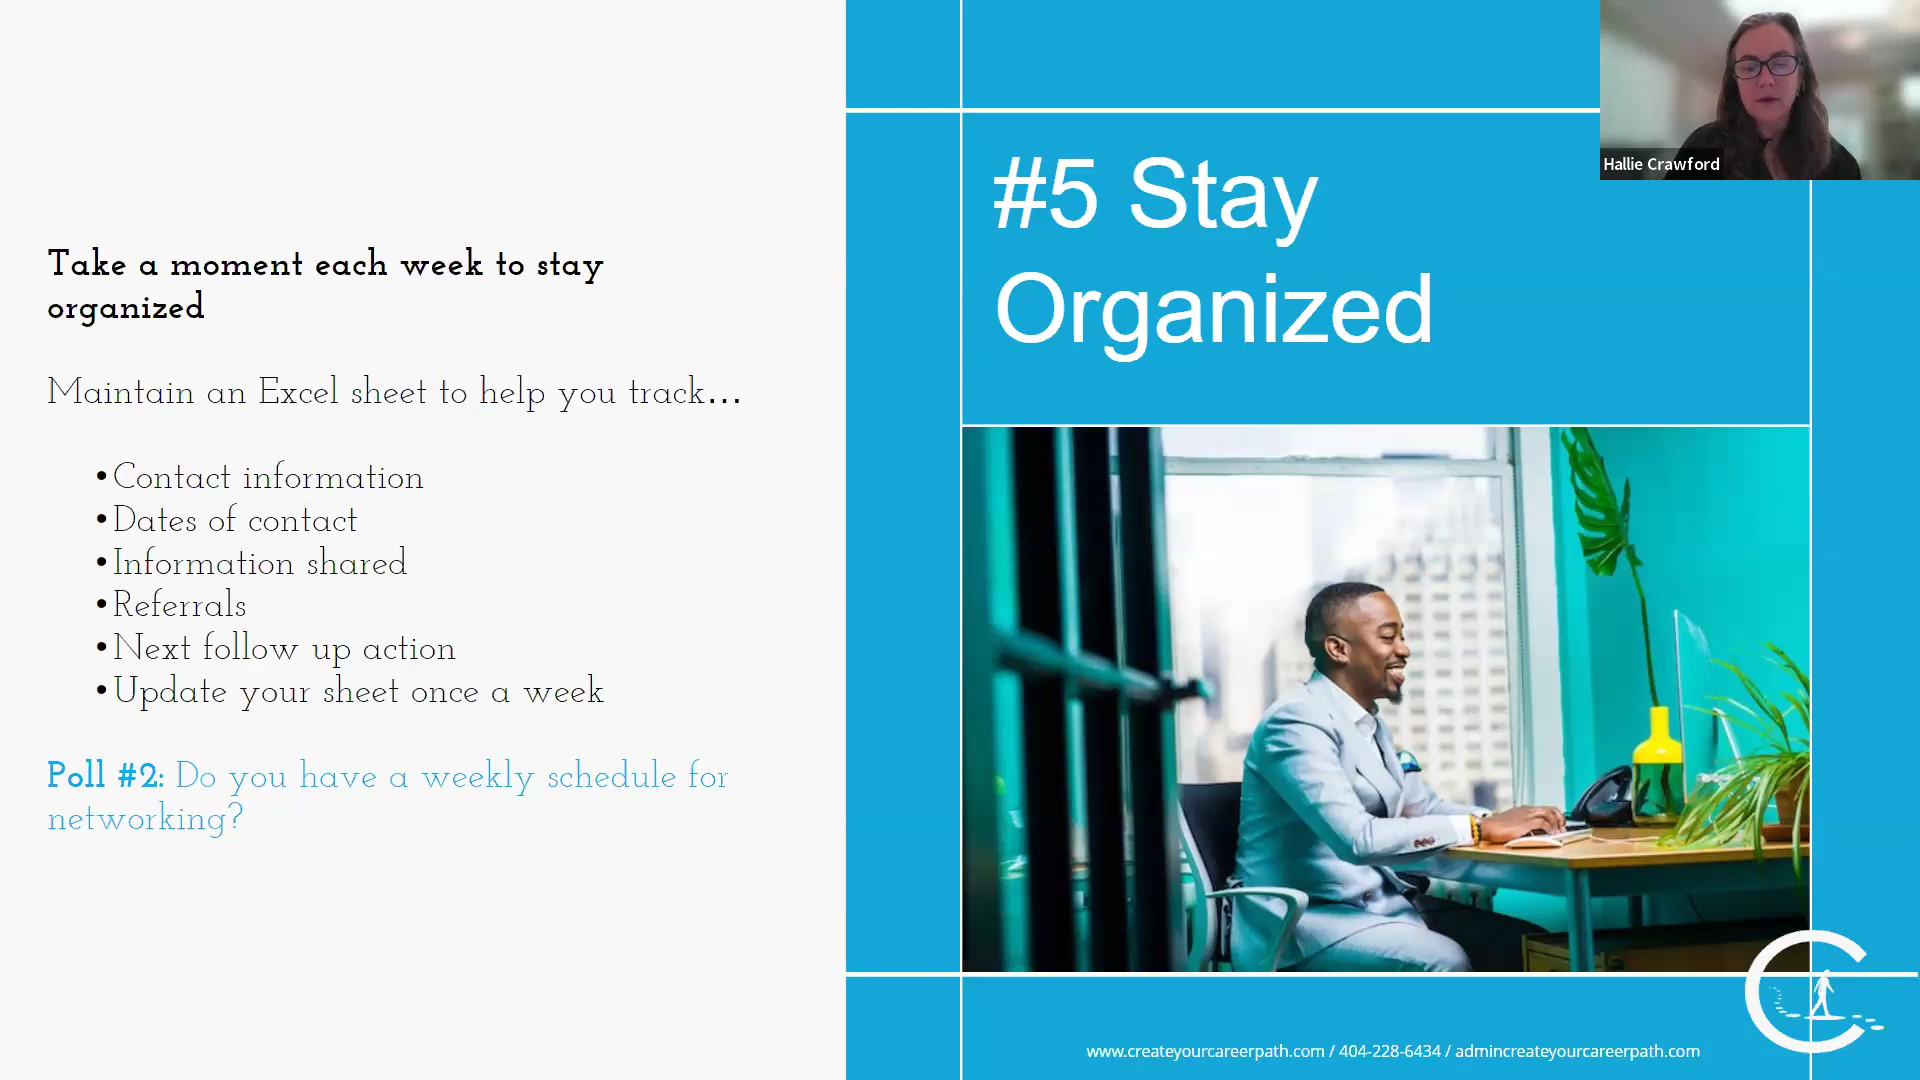 Take a moment each week to stay
organized
Maintain an Excel sheet to help you track...
•Contact information
•Dates of contact
•Information shared
•Referrals
•Next follow up action
•Update your sheet once a week
Poll #2: Do you have a weekly schedule for
networking?
#5 Stay
Organized
Hallie Crawford
www.createyourcareerpath.com / 404-228-6434 / admincreateyourcareerpath.com